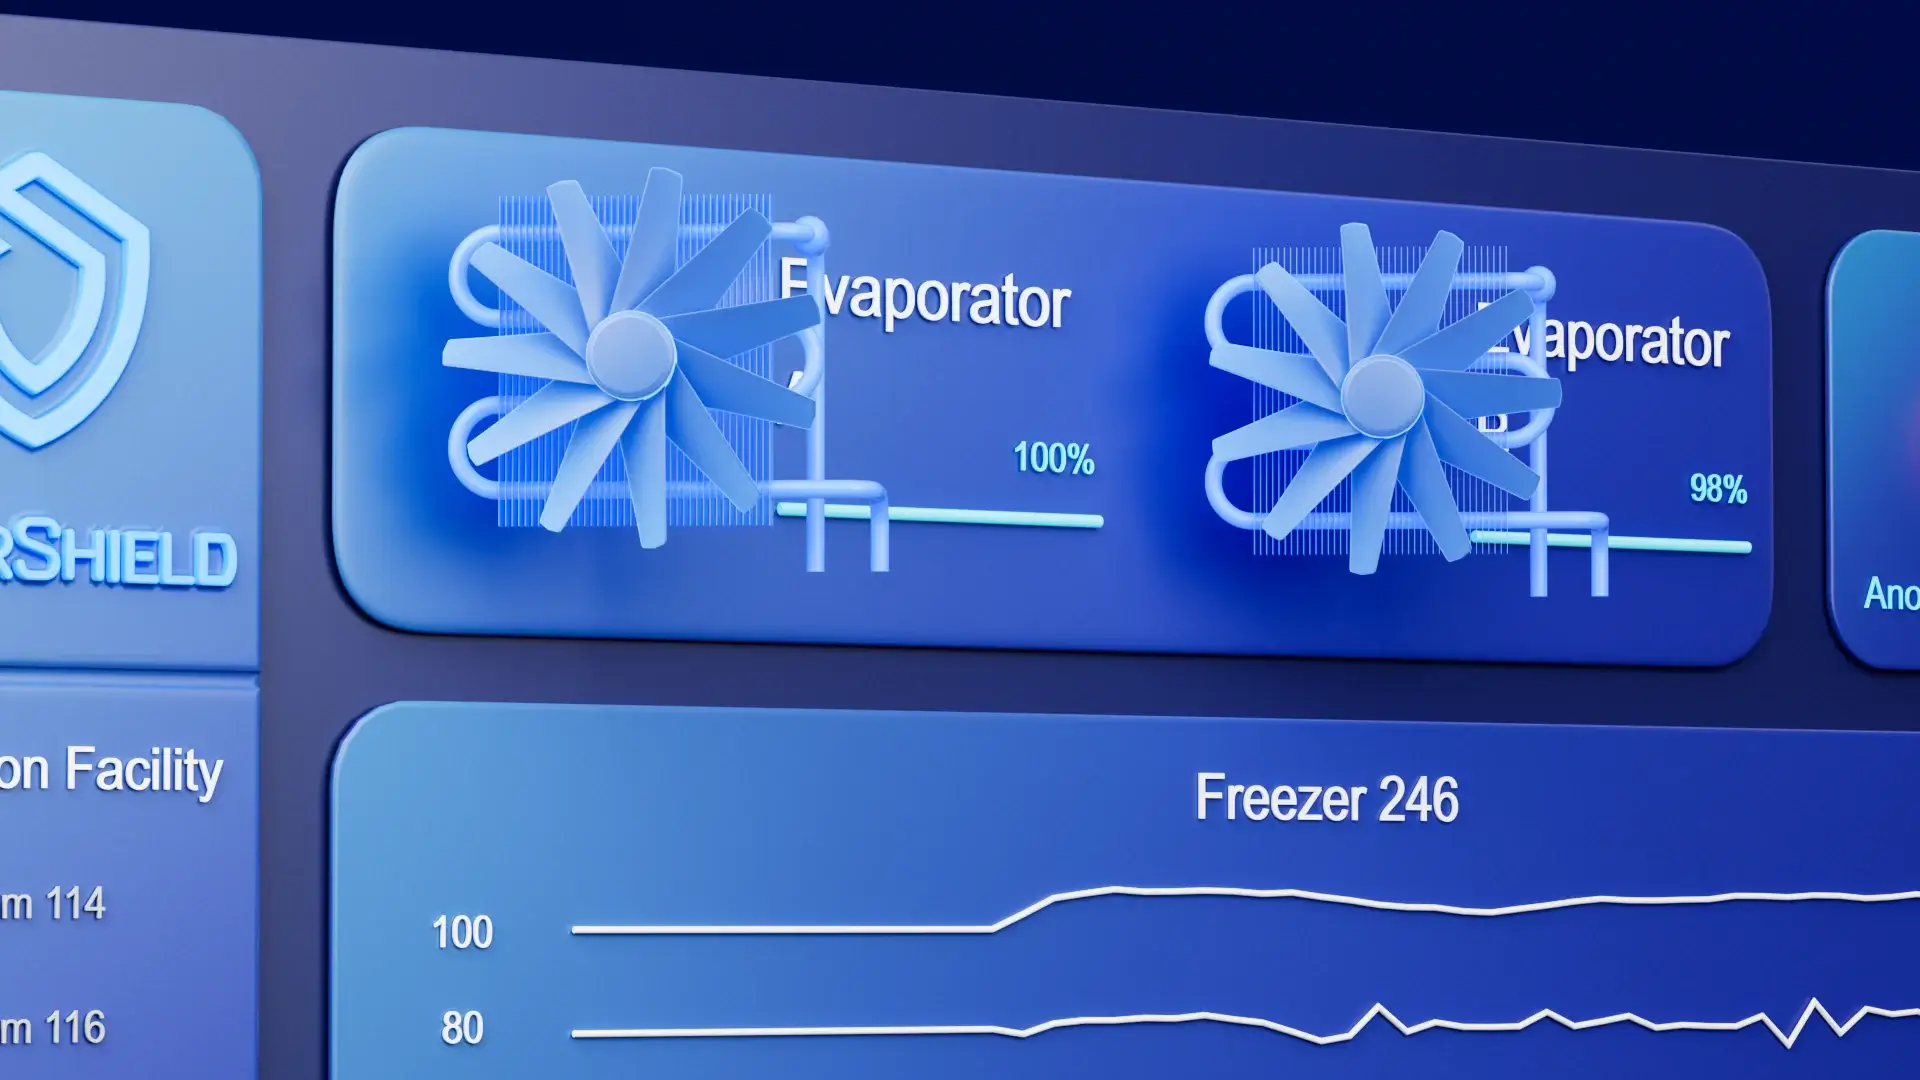 rSHIELD
on Facility
m 114
m 116
Evaporator
A
100%
Evaporator
B
98%
Ano
Freezer 246
100
80